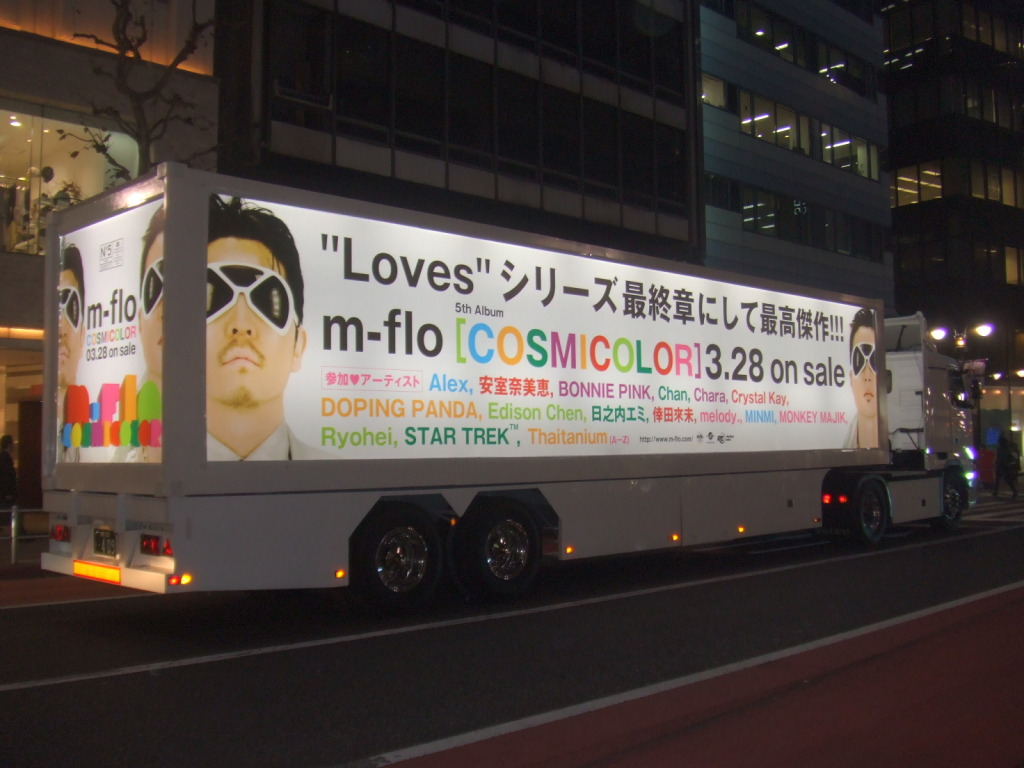 N°5
m-flo
COSMICOLOR
03.28 on sale
m-flo
COSMICOLOR
"Loves"シリーズ最終章にして最高傑作!!!
5th Album
m-flo [COSMICOLOR] 3.28 on sale
参加♥アーティスト Alex, 安室奈美恵, BONNIE PINK, Chan, Chara, Crystal Kay,
DOPING PANDA, Edison Chen, 日之内エミ, 倖田來未, melody., MINMI, MONKEY MAJIK,
Ryohei, STAR TREK™, Thaitanium (A–Z) http://www.m-flo.com/